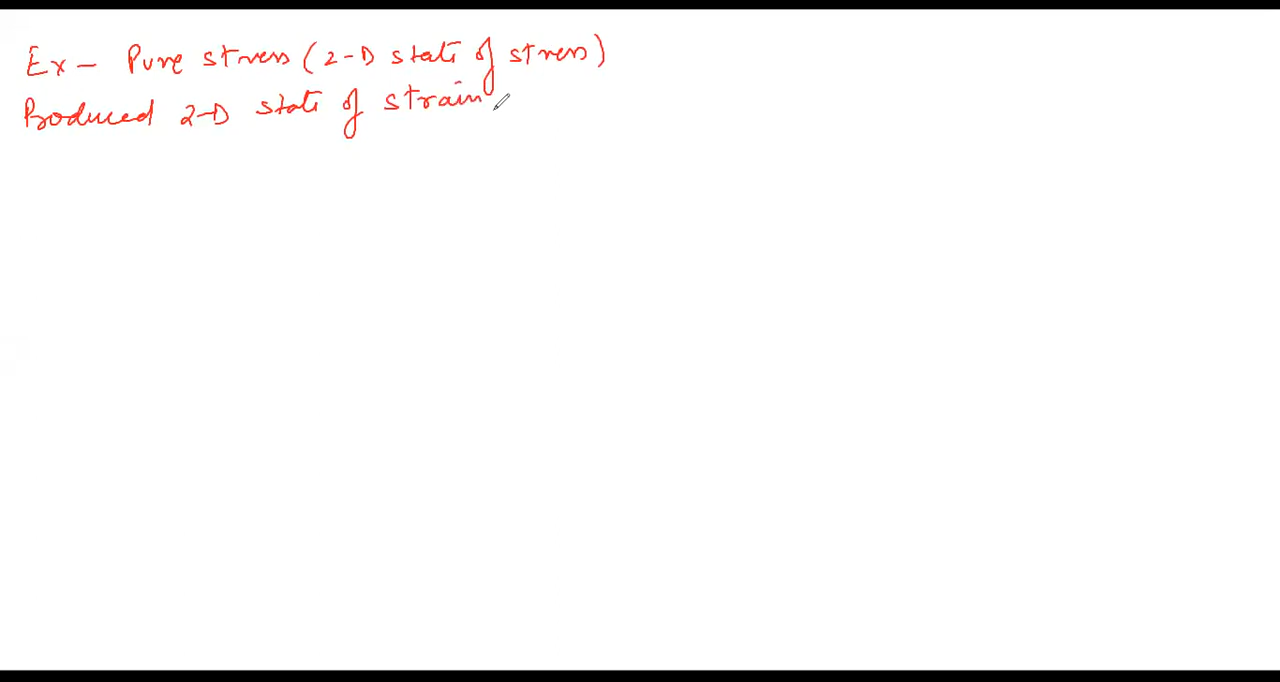 Ex - Pure stress (2-D state of stress)
Produced 2-D state of strain